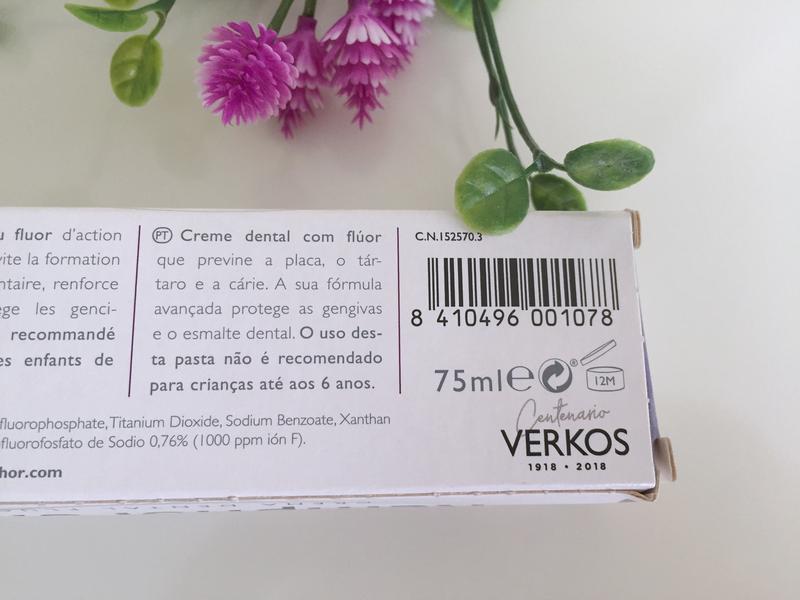 u fluor d'action
vite la formation
ntaire, renforce
ège les genci-
recommandé
es enfants de
PT Creme dental com flúor
que previne a placa, o tár-
taro e a cárie. A sua fórmula
avançada protege as gengivas
e o esmalte dental. O uso des-
ta pasta não é recomendado
para crianças até aos 6 anos.
fluorophosphate, Titanium Dioxide, Sodium Benzoate, Xanthan
fluorofosfato de Sodio 0,76% (1000 ppm ión F).
hor.com
C.N.152570.3
8 410496 001078
75ml℮
12M
Centenario
VERKOS
1918 • 2018